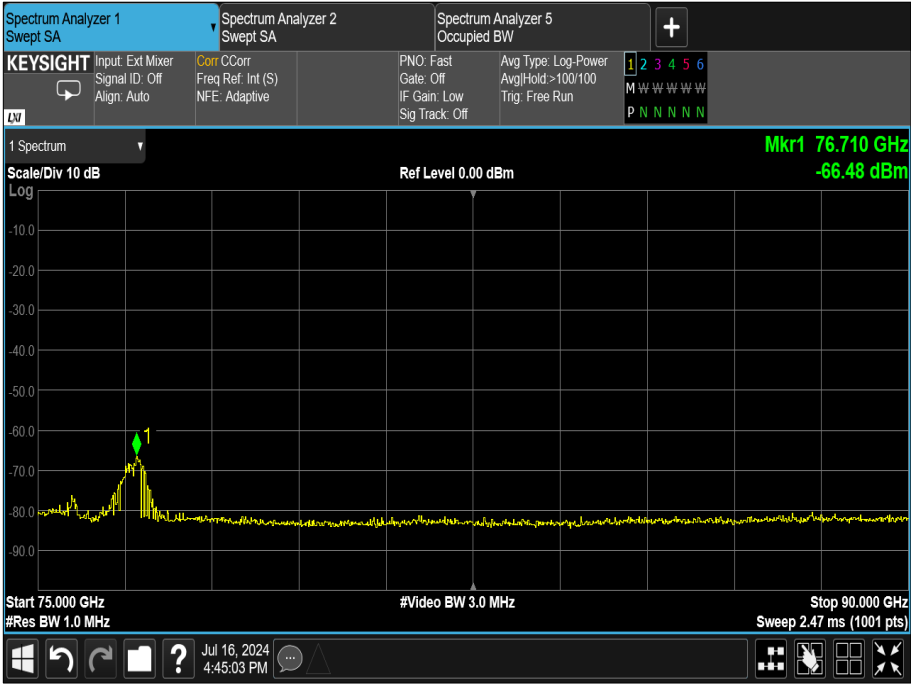 Spectrum Analyzer 1
Swept SA
Spectrum Analyzer 2
Swept SA
Spectrum Analyzer 5
Occupied BW
KEYSIGHT
LXI
Input: Ext Mixer
Signal ID: Off
Align: Auto
Corr CCorr
Freq Ref: Int (S)
NFE: Adaptive
PNO: Fast
Gate: Off
IF Gain: Low
Sig Track: Off
Avg Type: Log-Power
Avg|Hold:>100/100
Trig: Free Run
1 2 3 4 5 6
M W W W W W
P N N N N N
1 Spectrum
Mkr1 76.710 GHz
-66.48 dBm
Scale/Div 10 dB
Ref Level 0.00 dBm
Log
-10.0
-20.0
-30.0
-40.0
-50.0
-60.0
-70.0
-80.0
-90.0
1
Start 75.000 GHz
#Video BW 3.0 MHz
Stop 90.000 GHz
#Res BW 1.0 MHz
Sweep 2.47 ms (1001 pts)
?
Jul 16, 2024
4:45:03 PM